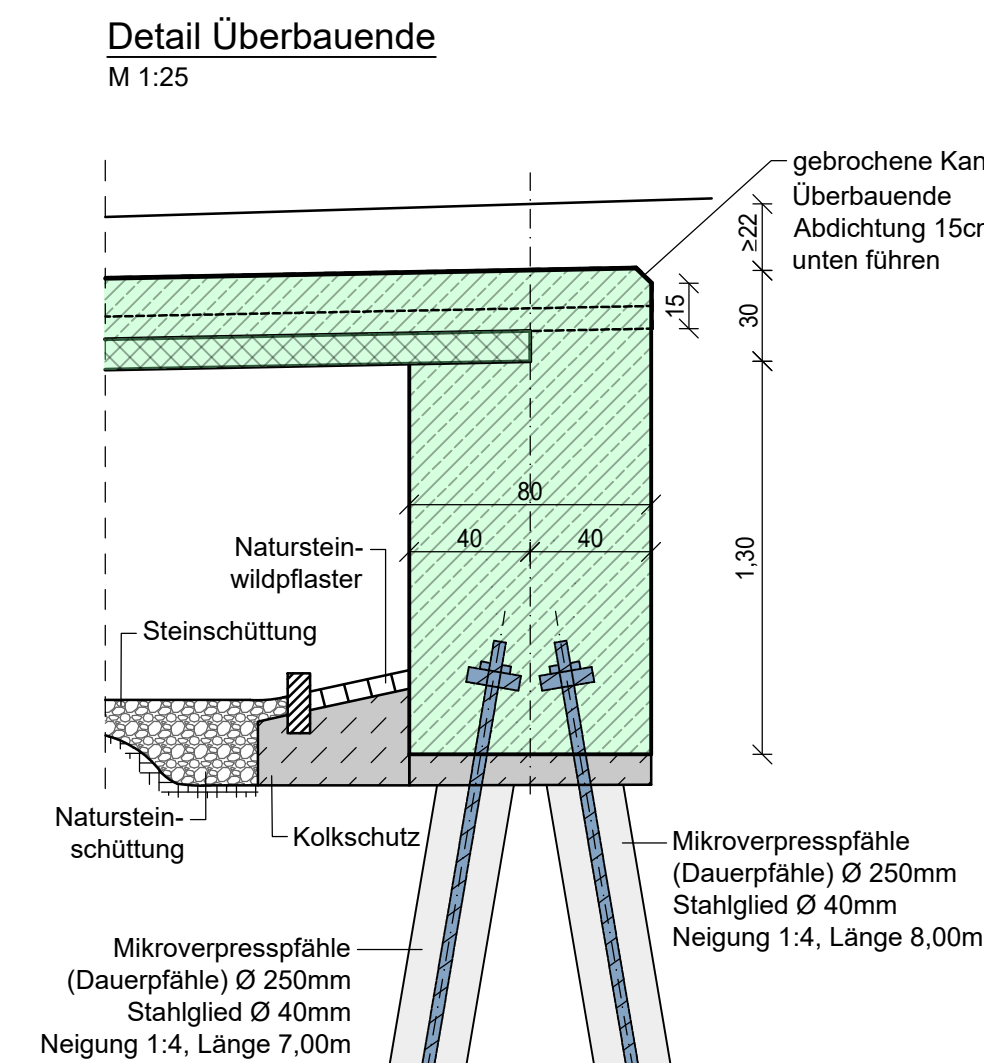 Detail Überbauende
M 1:25
gebrochene Kan
Überbauende
Abdichtung 15cm
unten führen
≥22
15
30
80
40
40
1,30
Naturstein-
wildpflaster
Steinschüttung
Naturstein-
schüttung
Kolkschutz
Mikroverpresspfähle
(Dauerpfähle) Ø 250mm
Stahlglied Ø 40mm
Neigung 1:4, Länge 8,00m
Mikroverpresspfähle
(Dauerpfähle) Ø 250mm
Stahlglied Ø 40mm
Neigung 1:4, Länge 7,00m